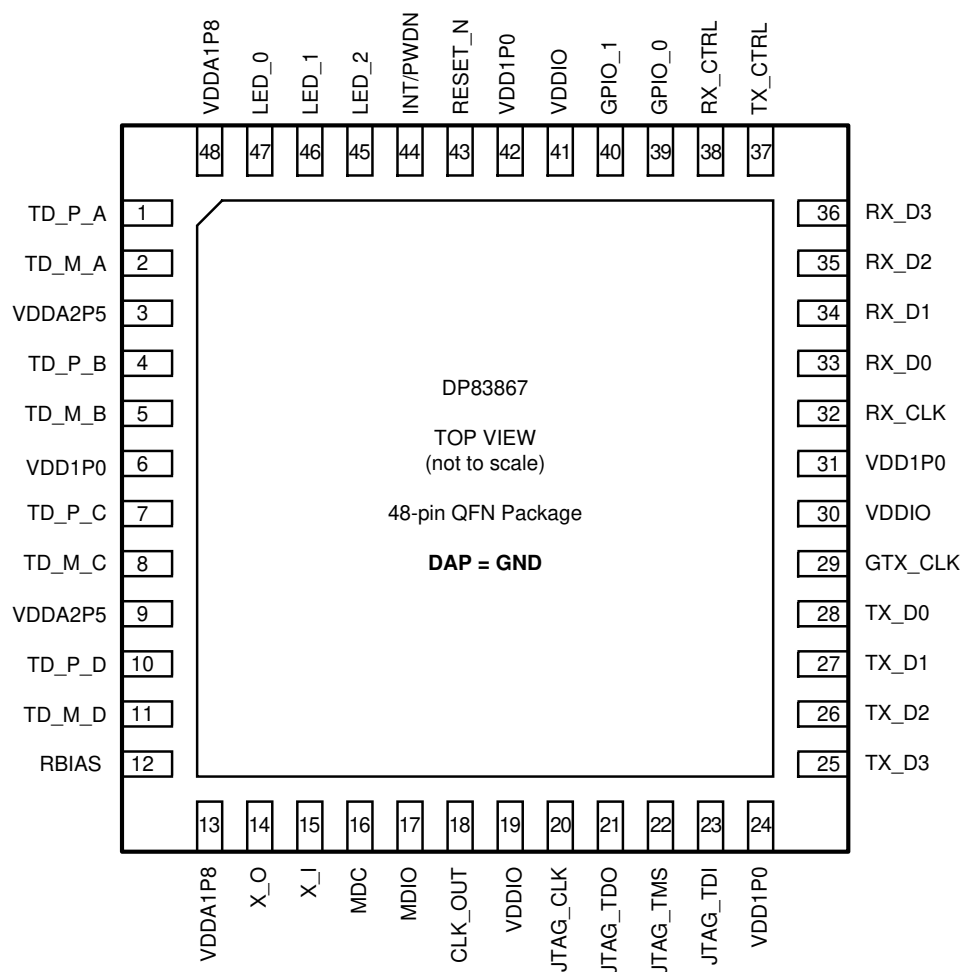 VDDA1P8
LED_0
LED_1
LED_2
INT/PWDN
RESET_N
VDD1P0
VDDIO
GPIO_1
GPIO_0
RX_CTRL
TX_CTRL
48 47 46 45 44 43 42 41 40 39 38 37
TD_P_A 1
TD_M_A 2
VDDA2P5 3
TD_P_B 4
TD_M_B 5
VDD1P0 6
TD_P_C 7
TD_M_C 8
VDDA2P5 9
TD_P_D 10
TD_M_D 11
RBIAS 12
DP83867
TOP VIEW
(not to scale)
48-pin QFN Package
DAP = GND
36 RX_D3
35 RX_D2
34 RX_D1
33 RX_D0
32 RX_CLK
31 VDD1P0
30 VDDIO
29 GTX_CLK
28 TX_D0
27 TX_D1
26 TX_D2
25 TX_D3
13 14 15 16 17 18 19 20 21 22 23 24
VDDA1P8
X_O
X_I
MDC
MDIO
CLK_OUT
VDDIO
JTAG_CLK
JTAG_TDO
JTAG_TMS
JTAG_TDI
VDD1P0